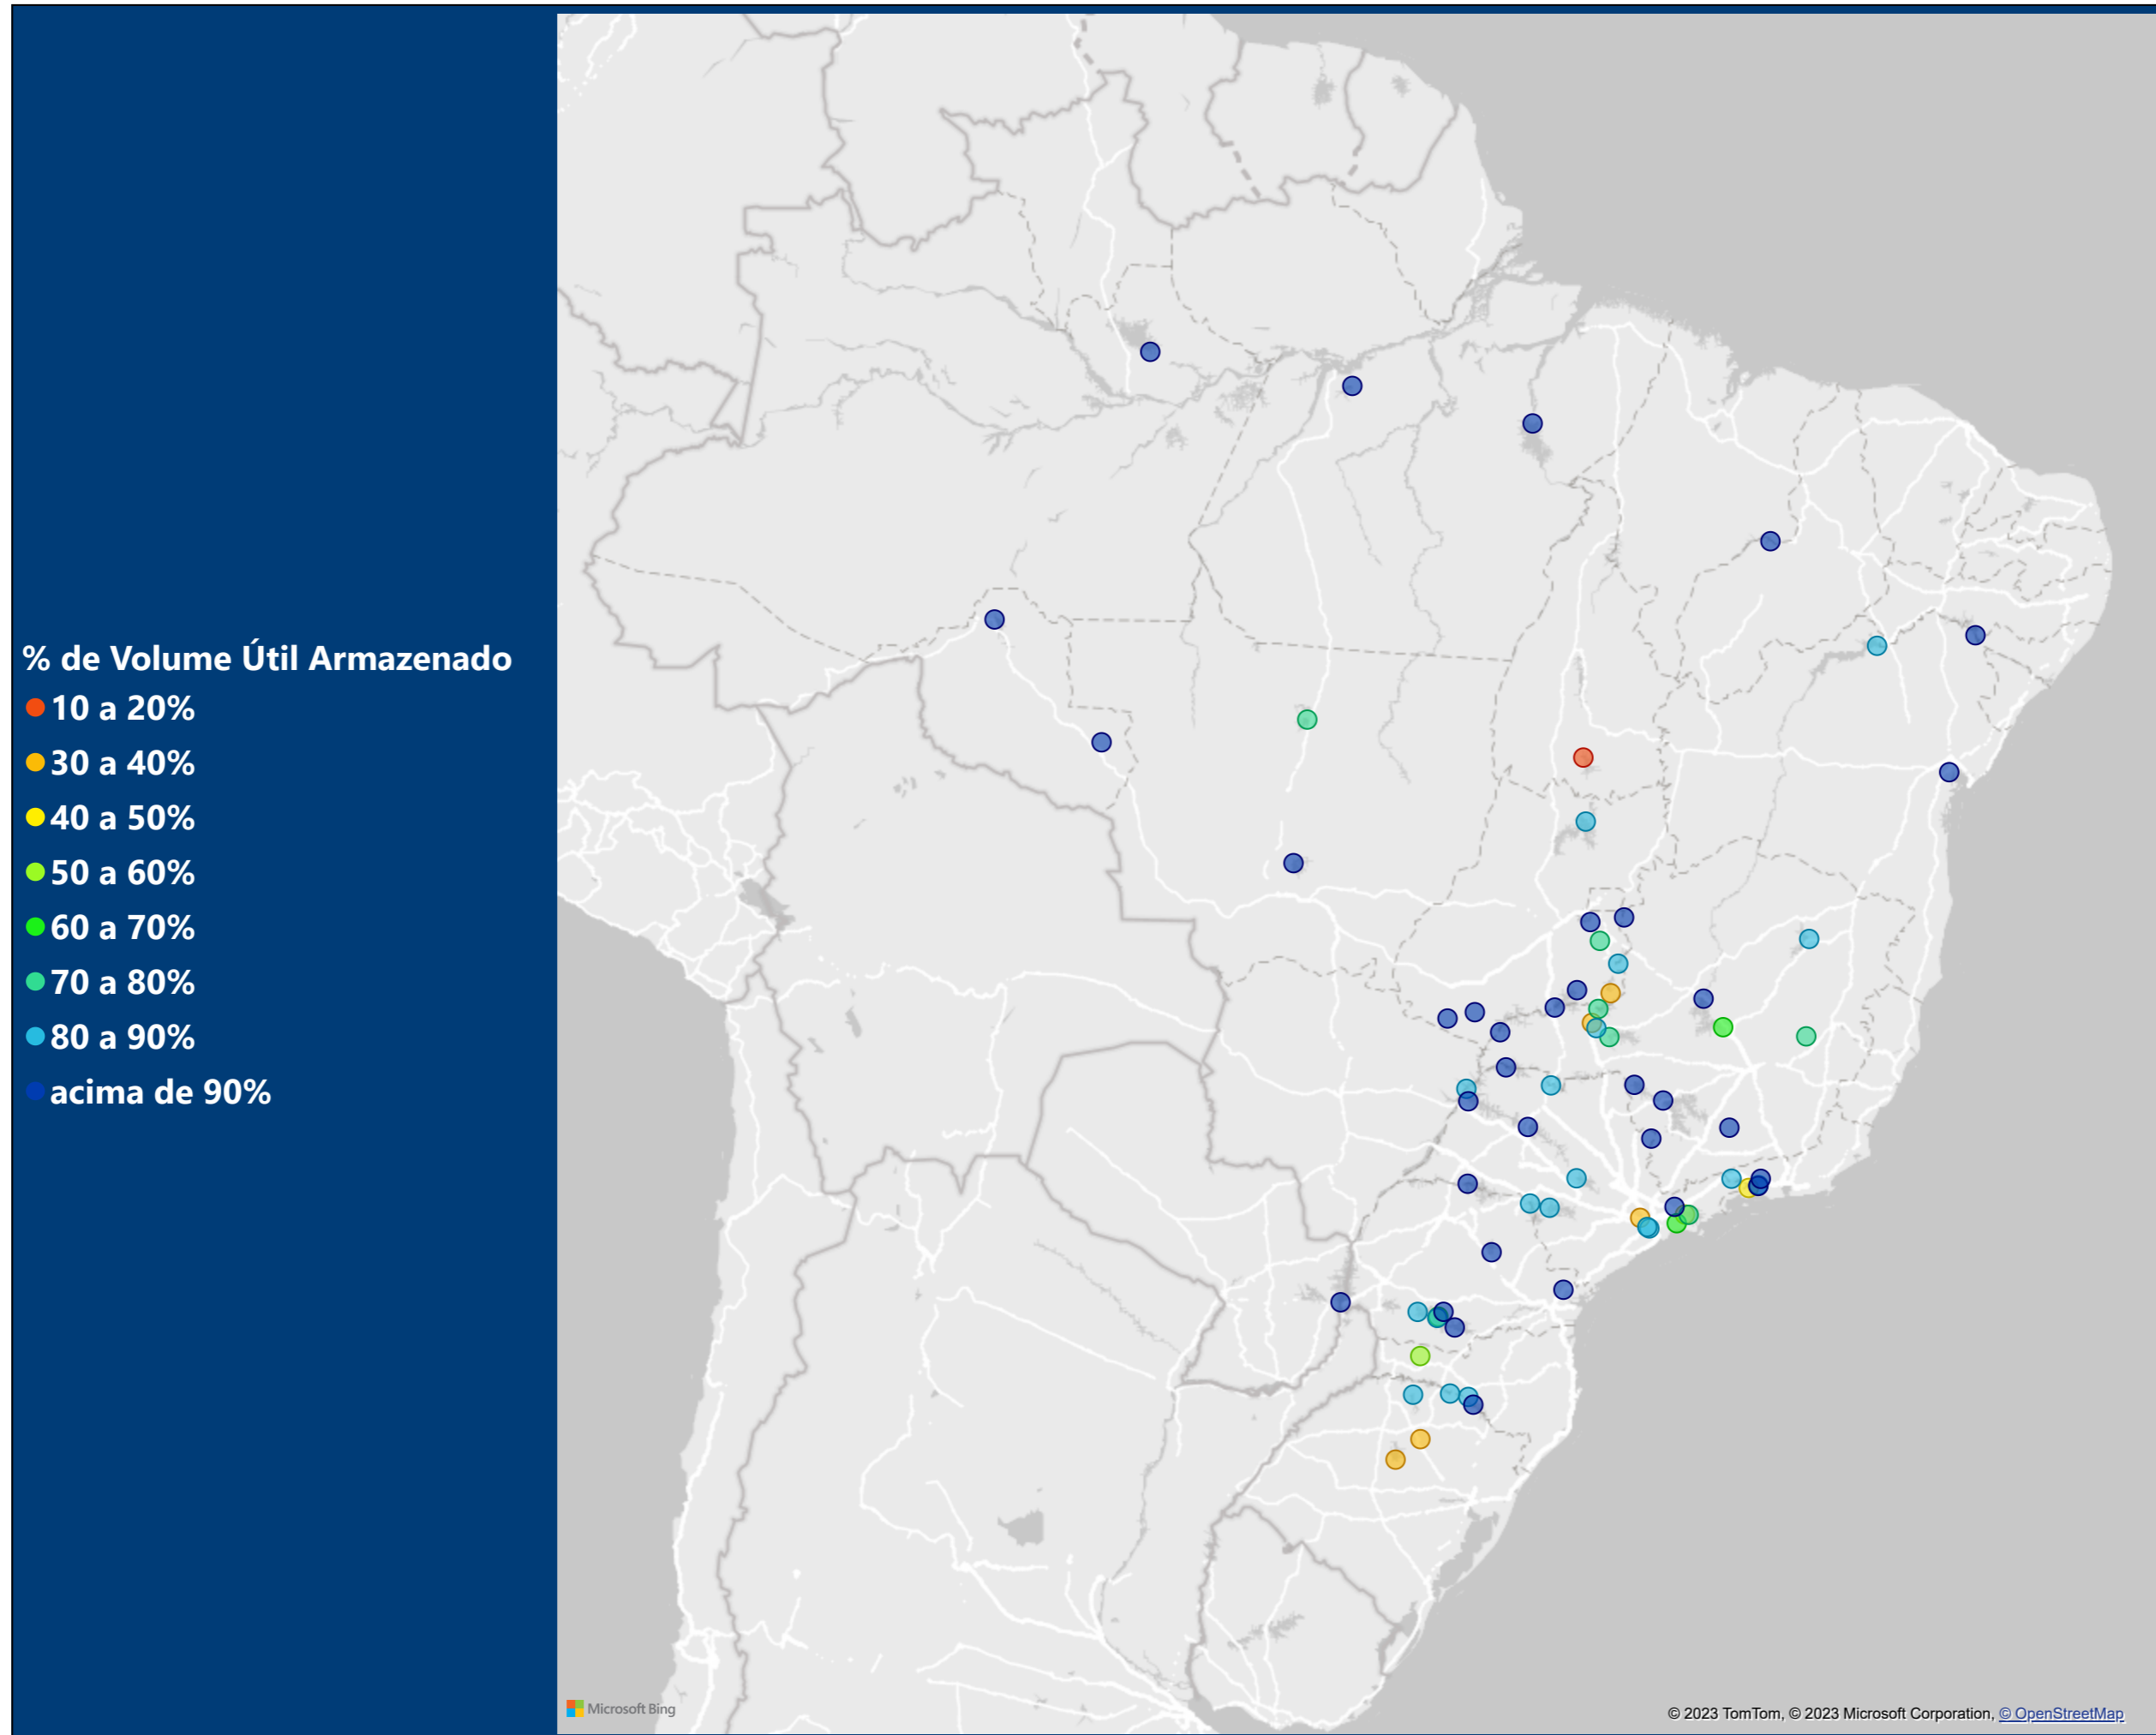 % de Volume Útil Armazenado
10 a 20%
30 a 40%
40 a 50%
50 a 60%
60 a 70%
70 a 80%
80 a 90%
acima de 90%
Microsoft Bing
© 2023 TomTom, © 2023 Microsoft Corporation, © OpenStreetMap